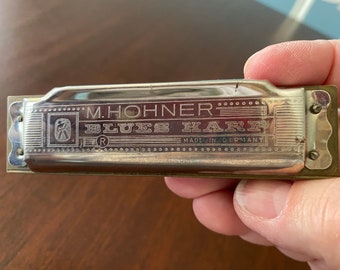 M. HOHNER
BLUES HARP
®
MADE IN GERMANY